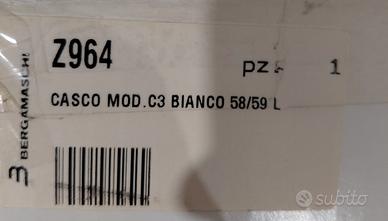 Z964
pz. 1
CASCO MOD.C3 BIANCO 58/59 L
BERGAMASCHI
subito